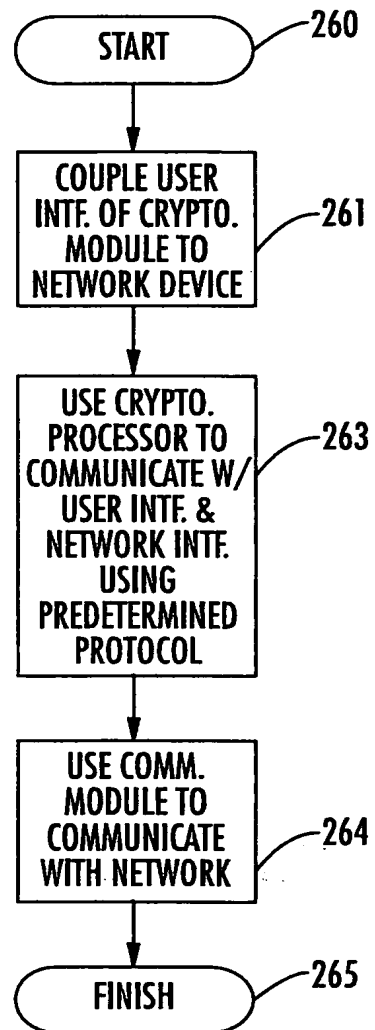 START
260
COUPLE USER
INTF. OF CRYPTO.
MODULE TO
NETWORK DEVICE
261
USE CRYPTO.
PROCESSOR TO
COMMUNICATE W/
USER INTF. &
NETWORK INTF.
USING
PREDETERMINED
PROTOCOL
263
USE COMM.
MODULE TO
COMMUNICATE
WITH NETWORK
264
FINISH
265